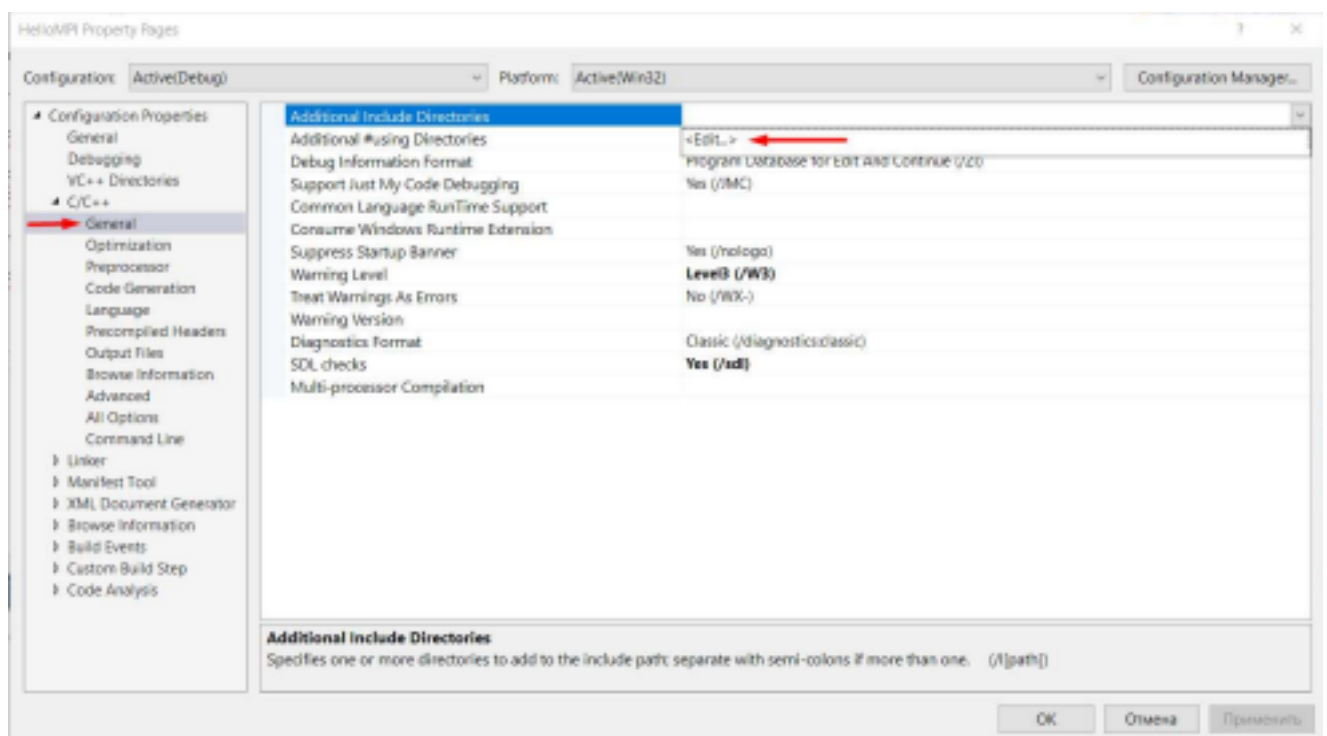 HelloMPI Property Pages
? ×
Configuration: Active(Debug) Platform: Active(Win32) Configuration Manager...
Configuration Properties
General
Debugging
VC++ Directories
C/C++
General
Optimization
Preprocessor
Code Generation
Language
Precompiled Headers
Output Files
Browse Information
Advanced
All Options
Command Line
Linker
Manifest Tool
XML Document Generator
Browse Information
Build Events
Custom Build Step
Code Analysis
Additional Include Directories
Additional #using Directories <Edit...>
Debug Information Format Program Database for Edit And Continue (/ZI)
Support Just My Code Debugging Yes (/JMC)
Common Language RunTime Support
Consume Windows Runtime Extension
Suppress Startup Banner Yes (/nologo)
Warning Level Level3 (/W3)
Treat Warnings As Errors No (/WX-)
Warning Version
Diagnostics Format Classic (/diagnostics:classic)
SDL checks Yes (/sdl)
Multi-processor Compilation
Additional Include Directories
Specifies one or more directories to add to the include path; separate with semi-colons if more than one. (/I[path])
OK Отмена Применить